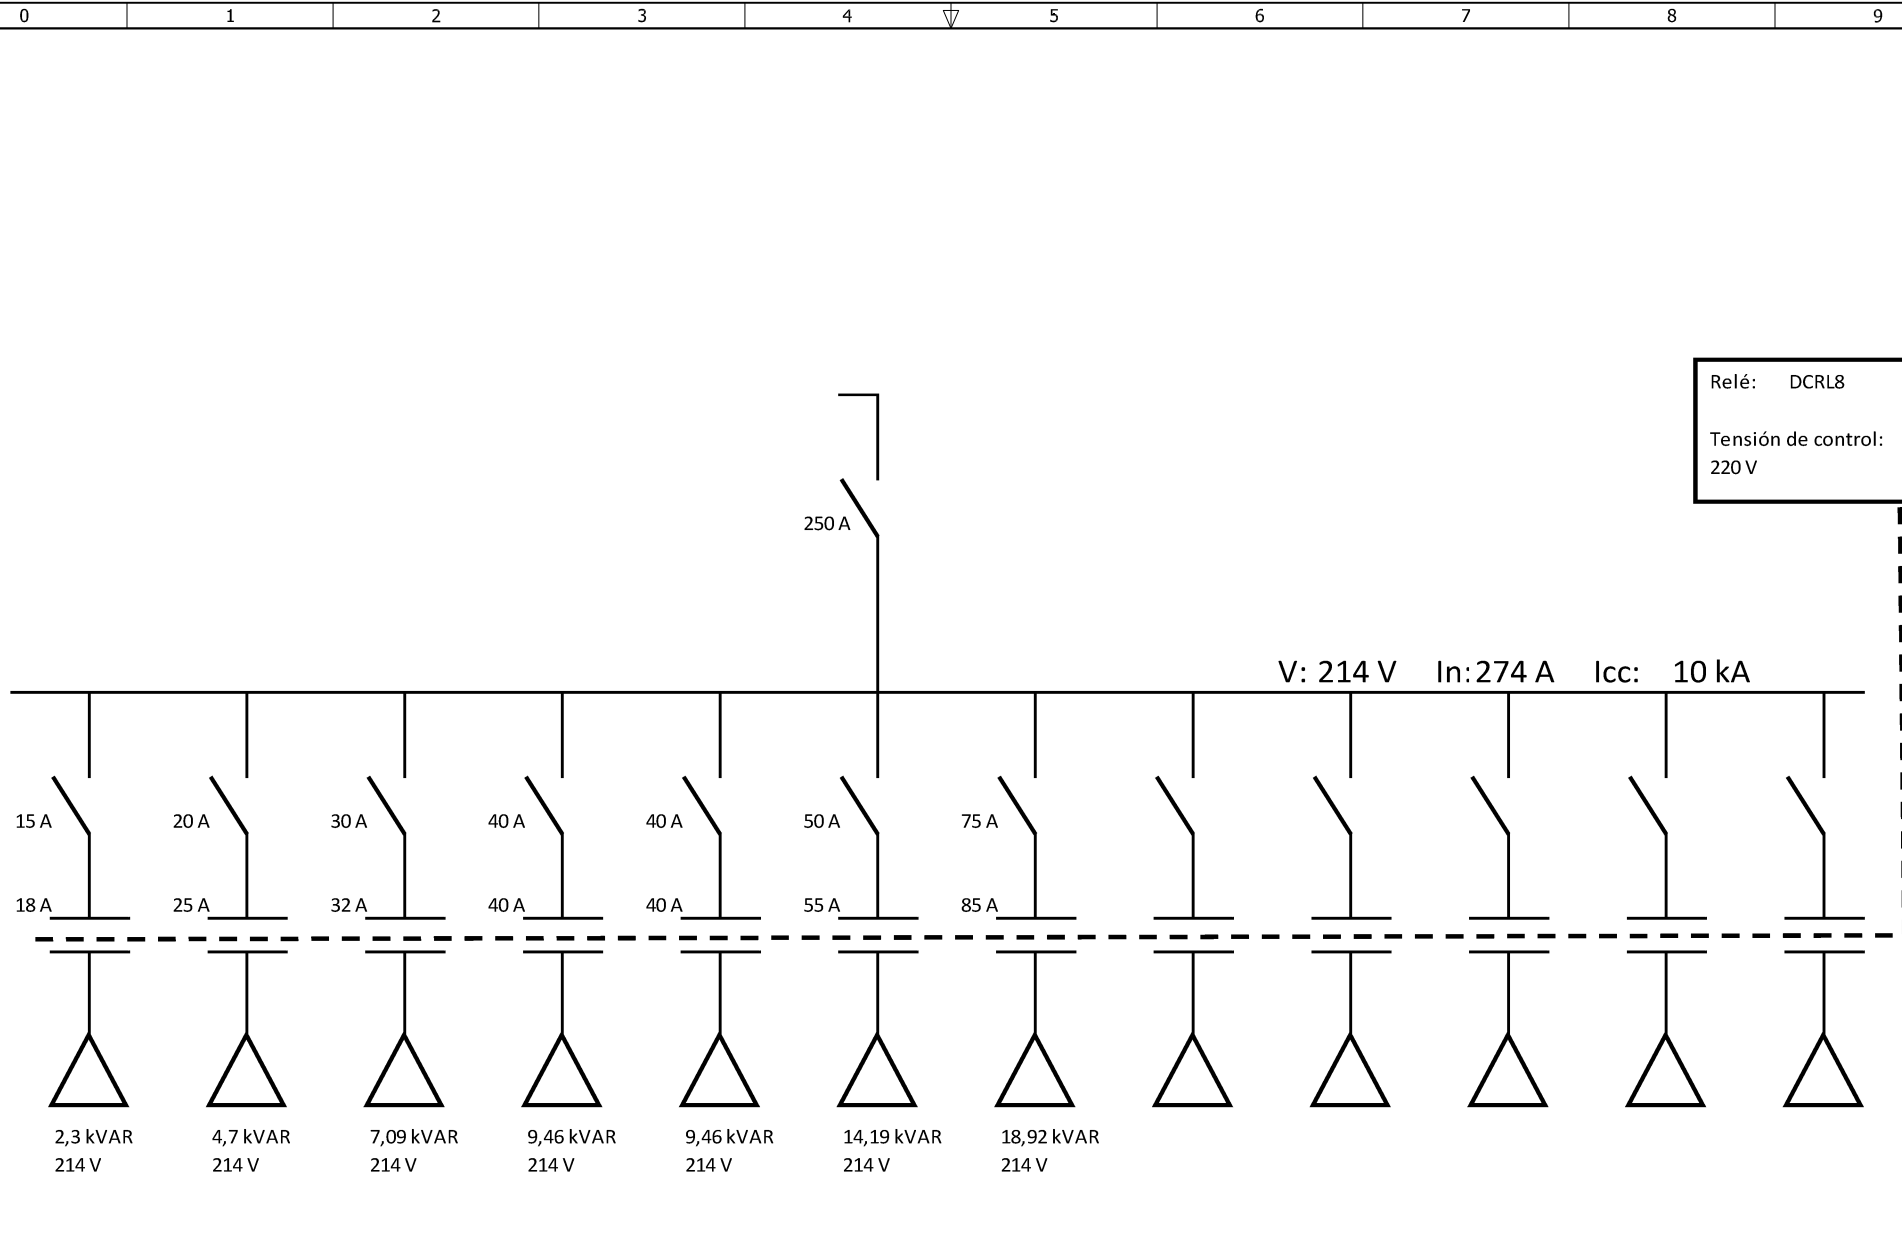 0 1 2 3 4 5 6 7 8 9
Relé: DCRL8
Tensión de control:
220 V
250 A
V: 214 V In: 274 A Icc: 10 kA
15 A 20 A 30 A 40 A 40 A 50 A 75 A
18 A 25 A 32 A 40 A 40 A 55 A 85 A
2,3 kVAR 4,7 kVAR 7,09 kVAR 9,46 kVAR 9,46 kVAR 14,19 kVAR 18,92 kVAR
214 V 214 V 214 V 214 V 214 V 214 V 214 V